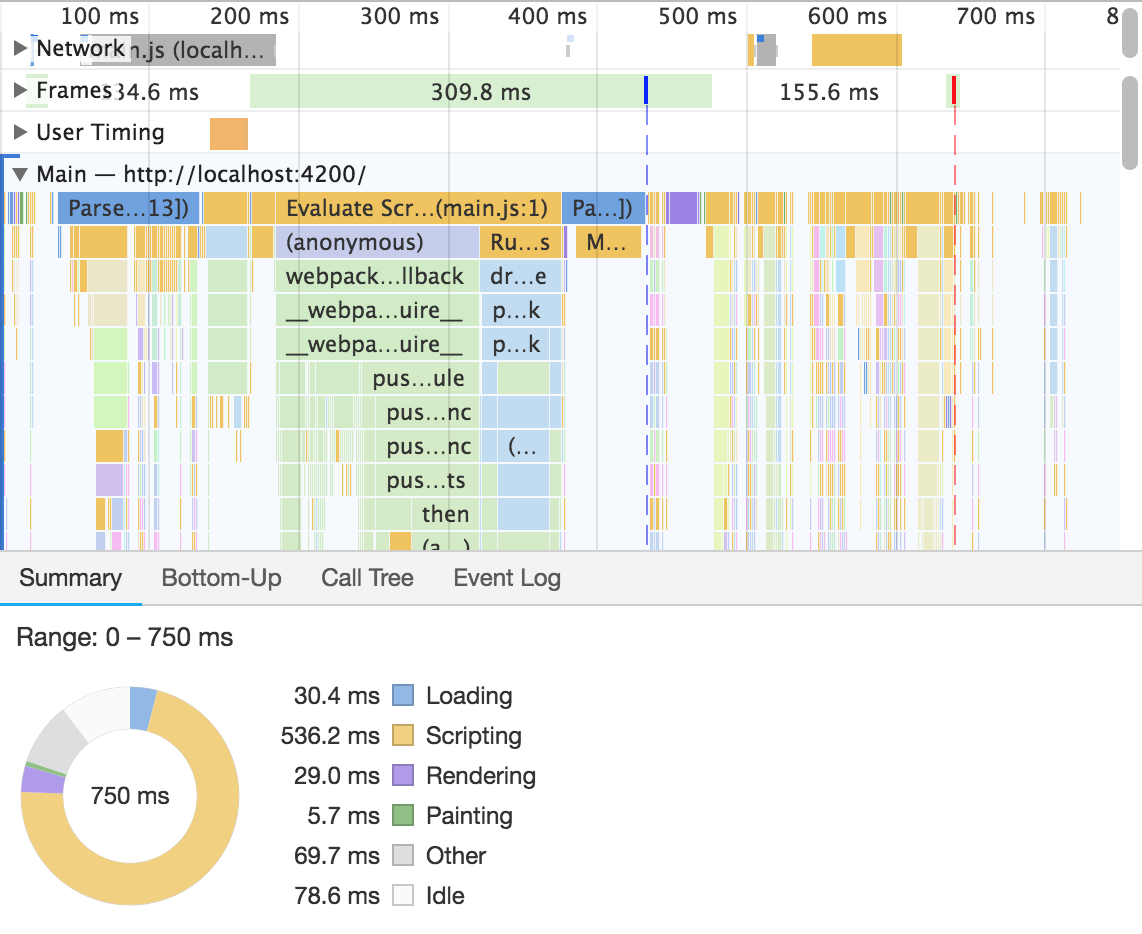 100 ms 200 ms 300 ms 400 ms 500 ms 600 ms 700 ms 8
Network n.js (localh…
Frames 34.6 ms 309.8 ms 155.6 ms
User Timing
Main — http://localhost:4200/
Parse…13]) Evaluate Scr…(main.js:1) Pa…])
(anonymous) Ru…s M…
webpack…llback dr…e
__webpa…uire__ p…k
__webpa…uire__ p…k
pus…ule
pus…nc
pus…nc (…
pus…ts
then
(a…)
Summary Bottom-Up Call Tree Event Log
Range: 0 – 750 ms
30.4 ms Loading
536.2 ms Scripting
29.0 ms Rendering
750 ms
5.7 ms Painting
69.7 ms Other
78.6 ms Idle